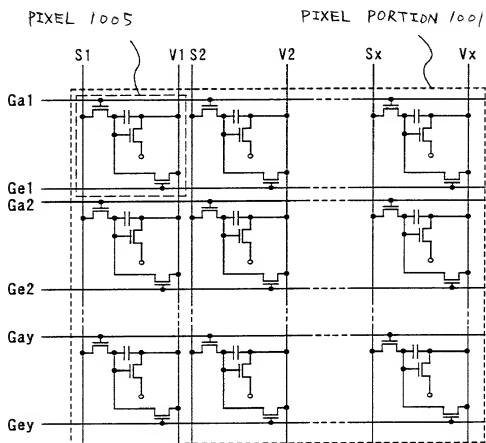 PIXEL 1005
PIXEL PORTION 1001
S1 V1 S2 V2 Sx Vx
Ga1
Ge1
Ga2
Ge2
Gay
Gey